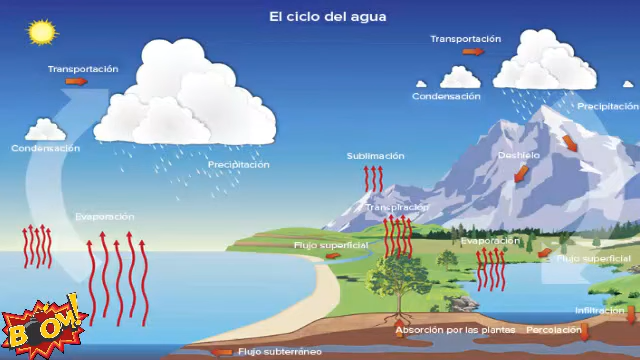 El ciclo del agua
Transportación
Transportación
Condensación
Precipitación
Condensación
Precipitación
Sublimación
Deshielo
Transpiración
Evaporación
Evaporación
Flujo superficial
Flujo superficial
Infiltración
BOOM!
Absorción por las plantas
Percolación
Flujo subterráneo